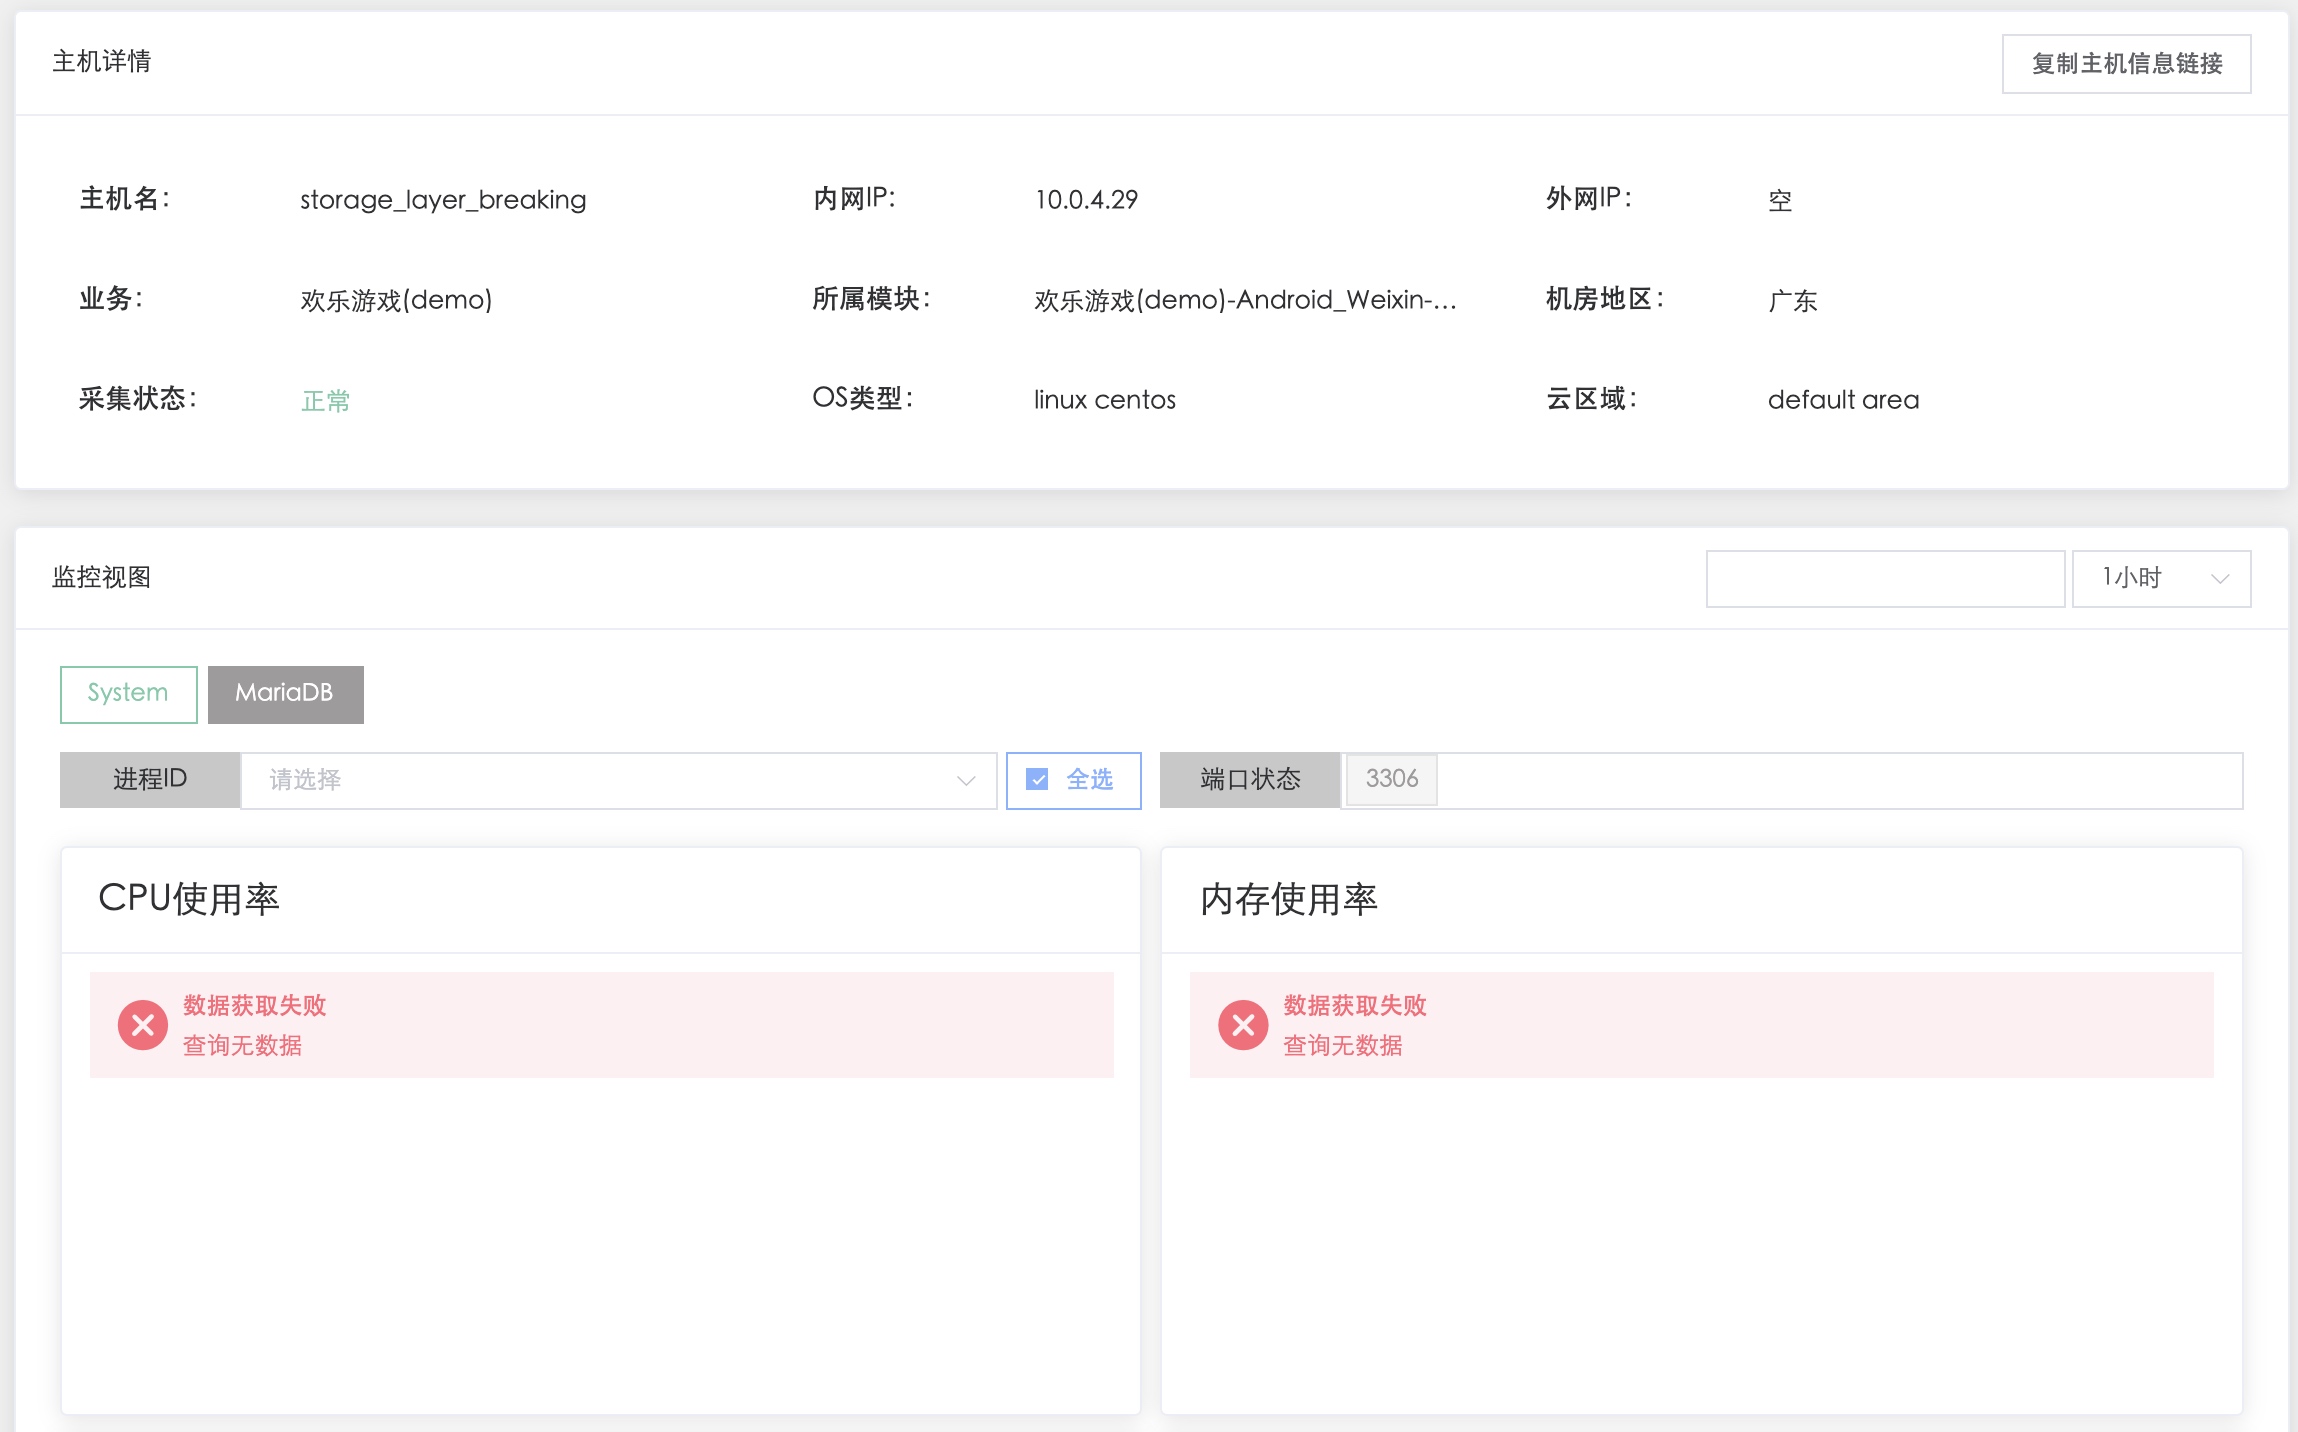 主机详情
复制主机信息链接
主机名: storage_layer_breaking 内网IP: 10.0.4.29 外网IP: 空
业务: 欢乐游戏(demo) 所属模块: 欢乐游戏(demo)-Android_Weixin-... 机房地区: 广东
采集状态: 正常 OS类型: linux centos 云区域: default area
监控视图
1小时
System MariaDB
进程ID 请选择 全选 端口状态 3306
CPU使用率
数据获取失败
查询无数据
内存使用率
数据获取失败
查询无数据